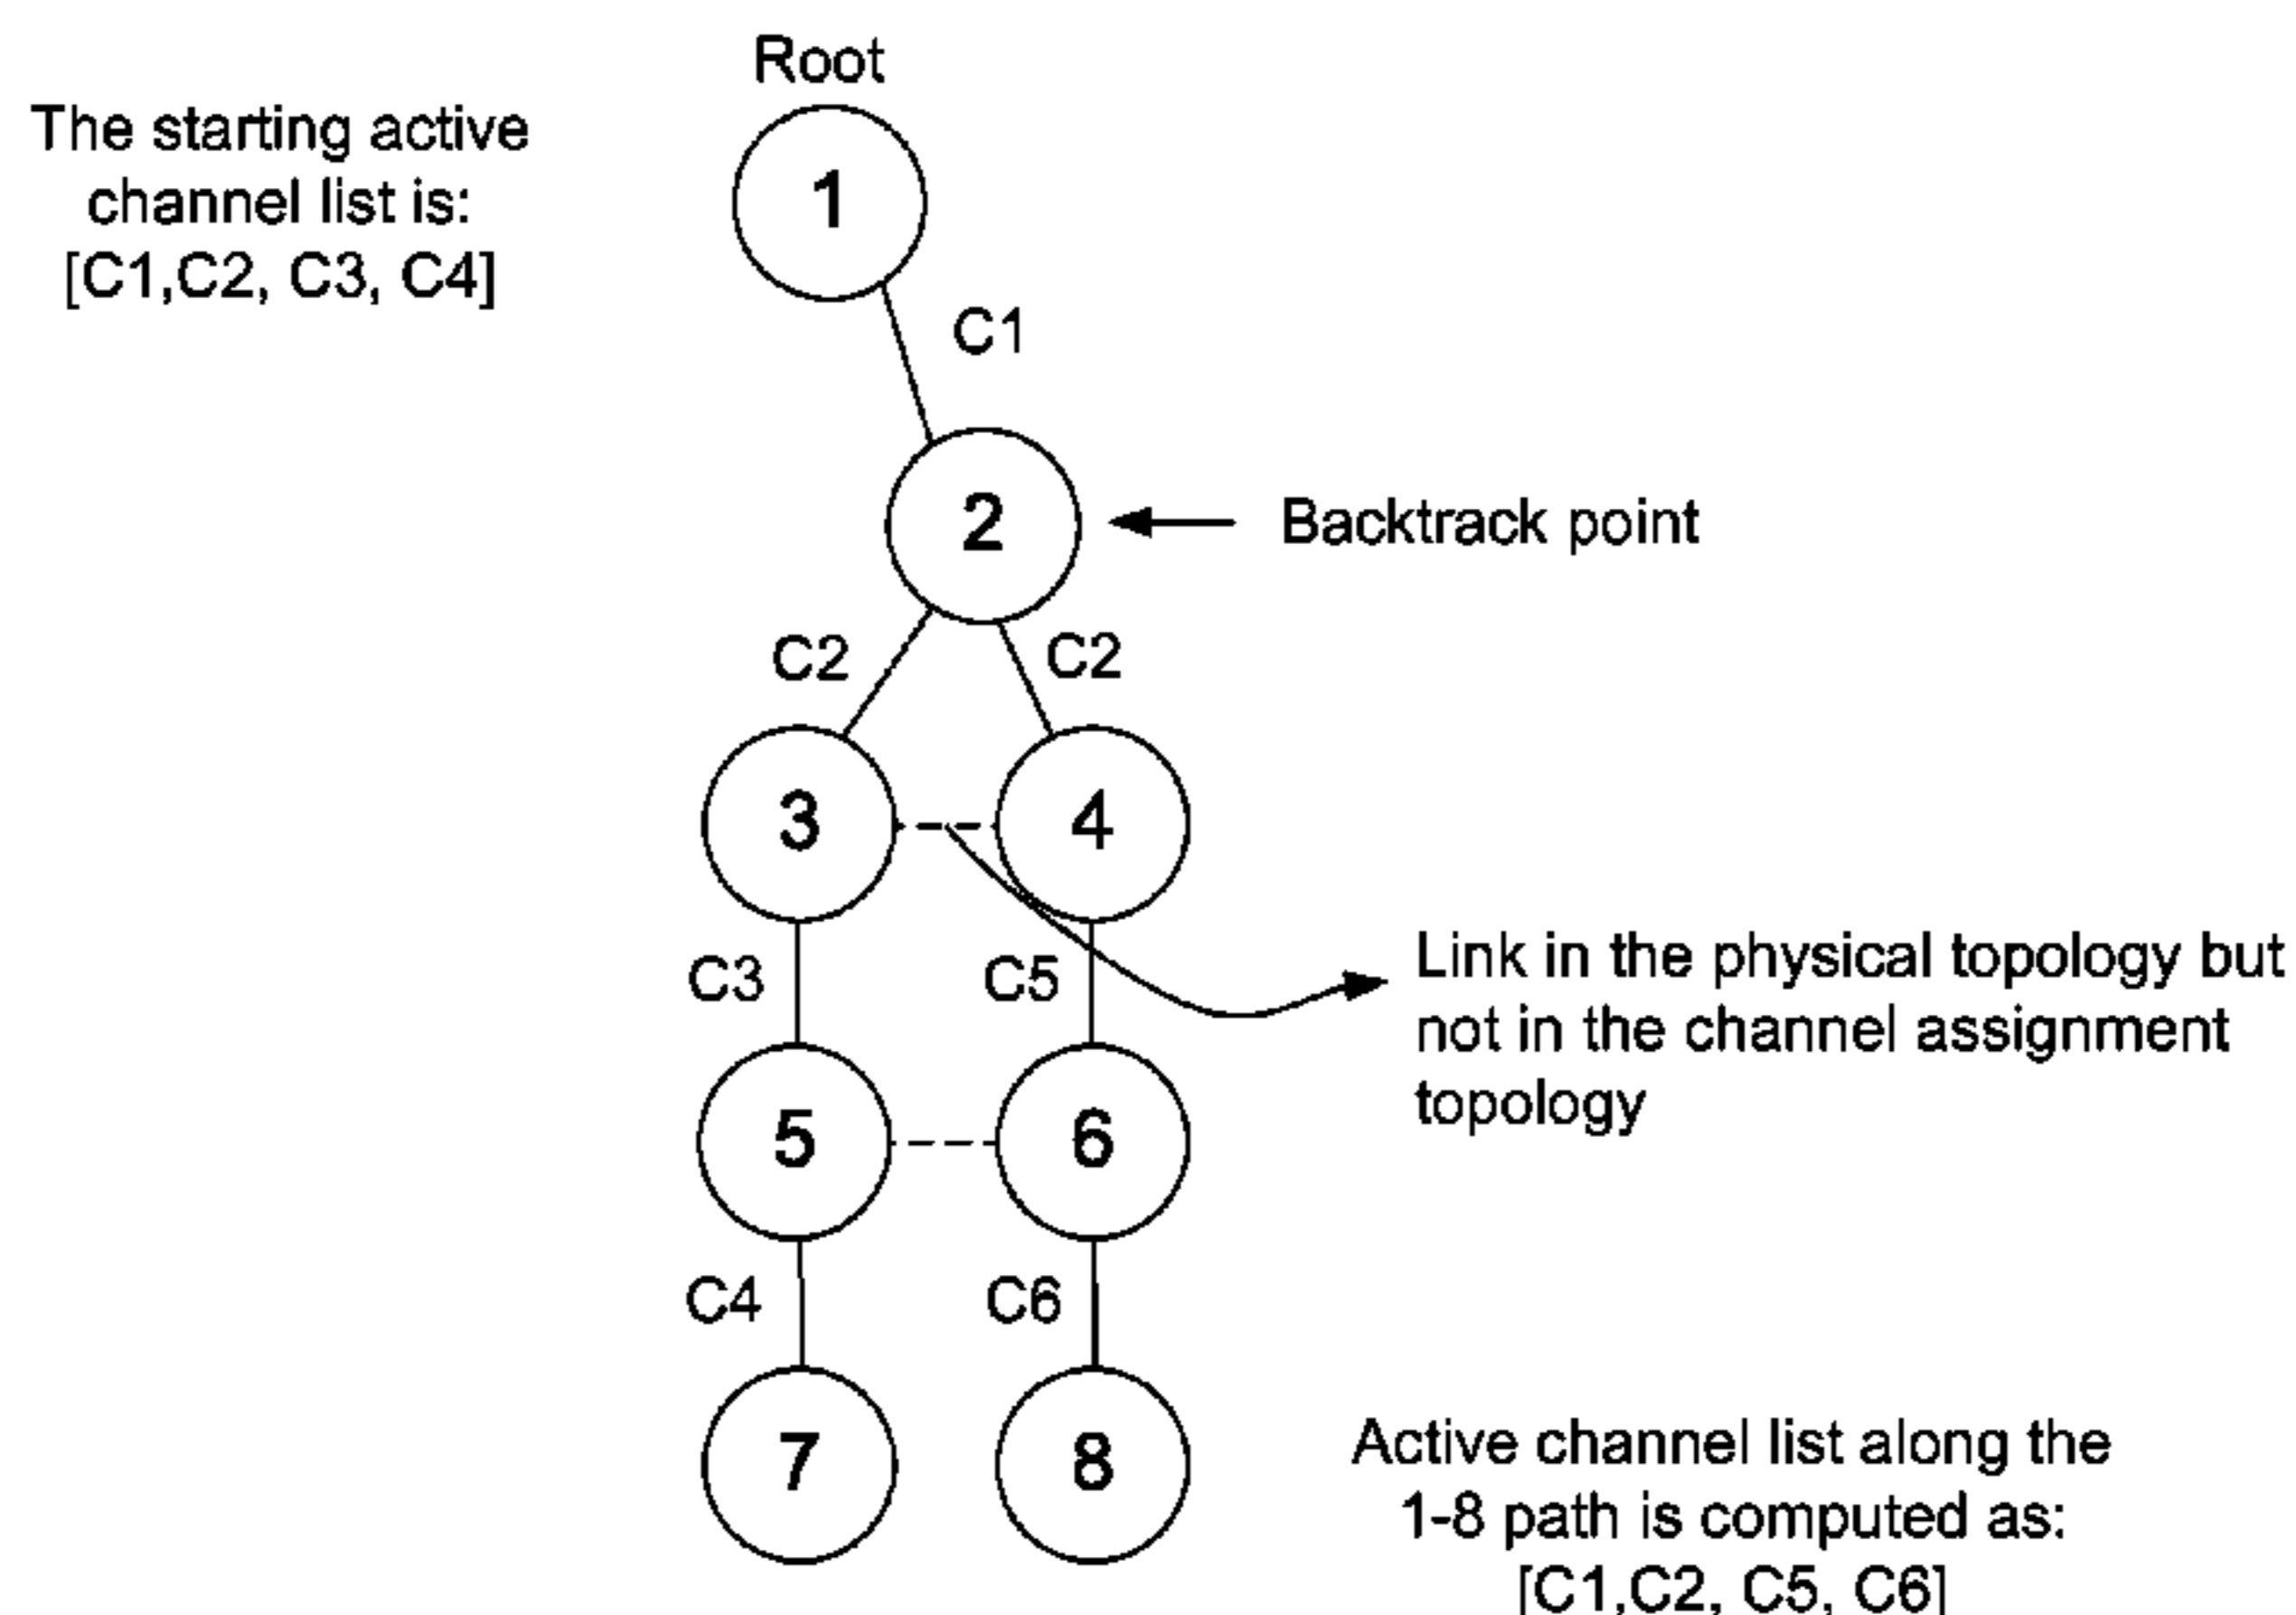 Root
The starting active
channel list is:
[C1,C2, C3, C4]
1
C1
2
Backtrack point
C2
C2
3
4
Link in the physical topology but
not in the channel assignment
topology
C3
C5
5
6
C4
C6
7
8
Active channel list along the
1-8 path is computed as:
[C1,C2, C5, C6]